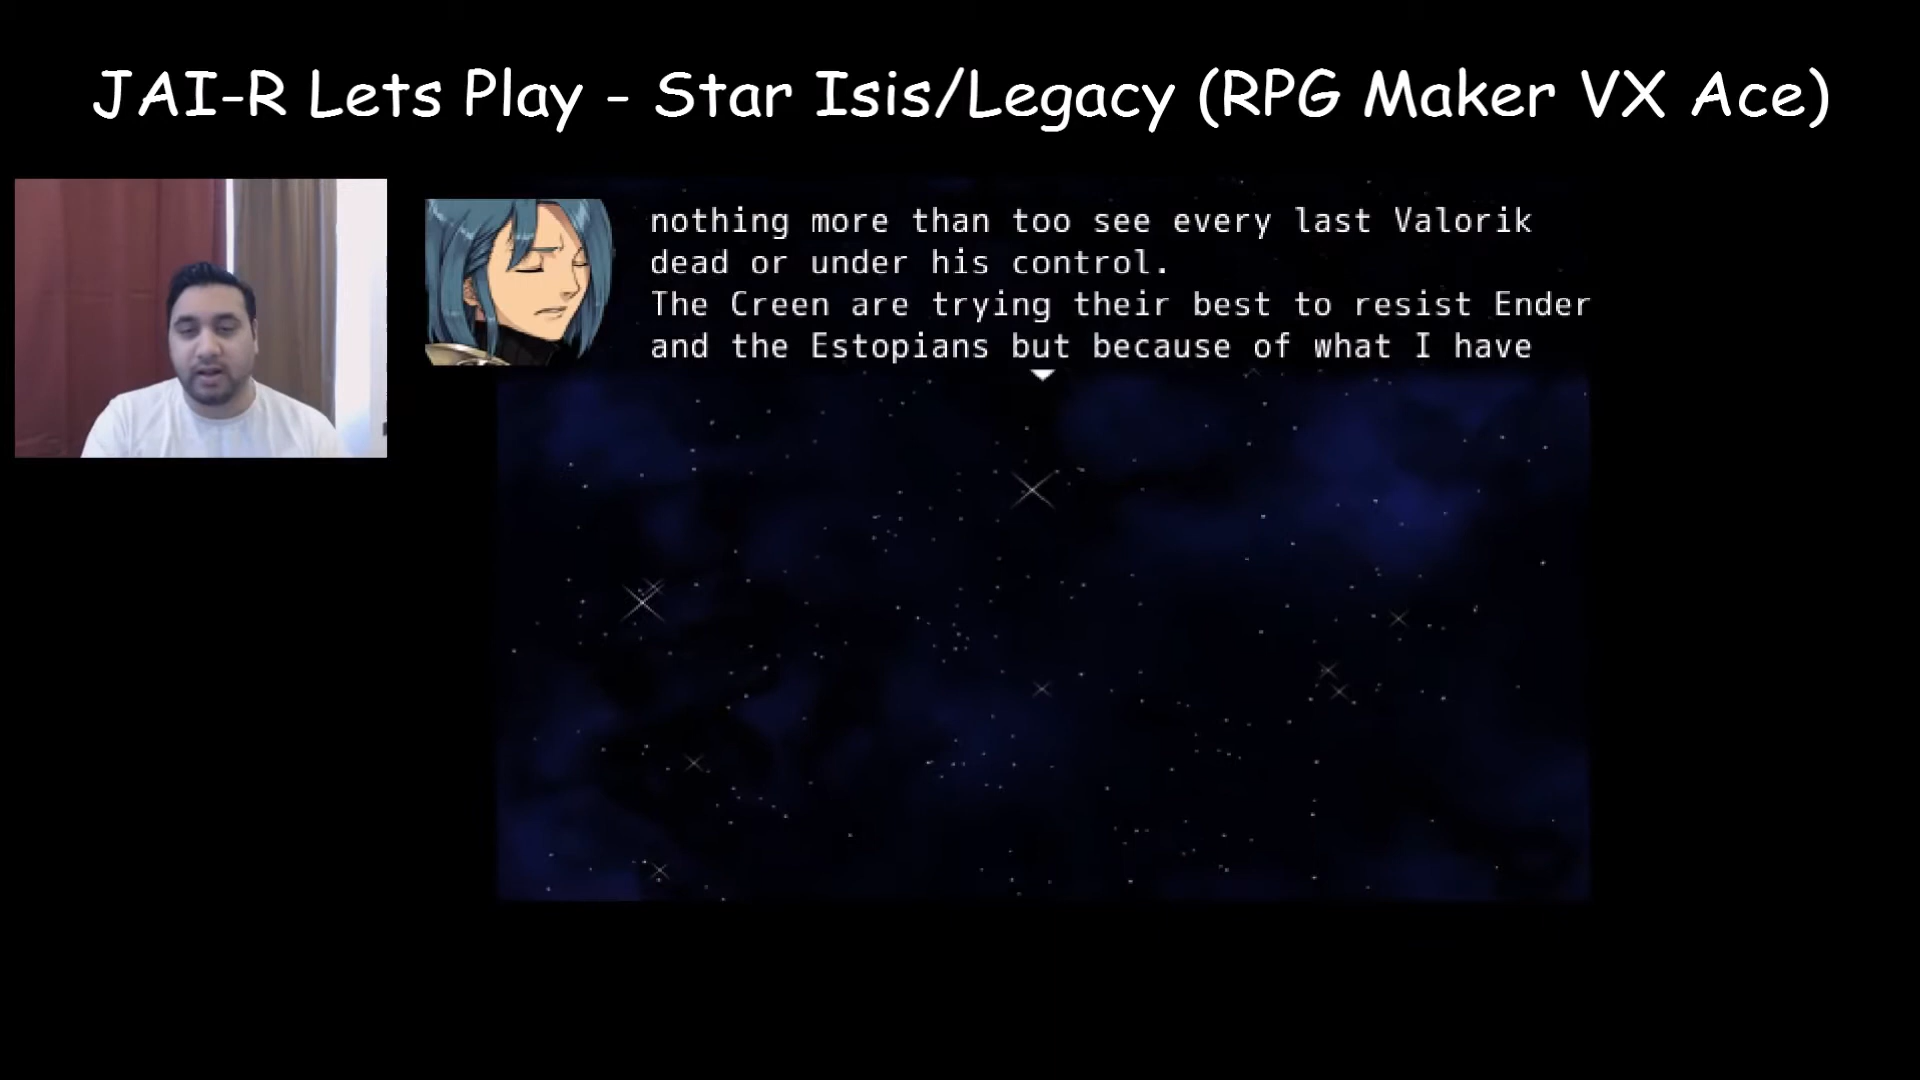 JAI-R Lets Play - Star Isis/Legacy (RPG Maker VX Ace)
nothing more than too see every last Valorik
dead or under his control.
The Creen are trying their best to resist Ender
and the Estopians but because of what I have